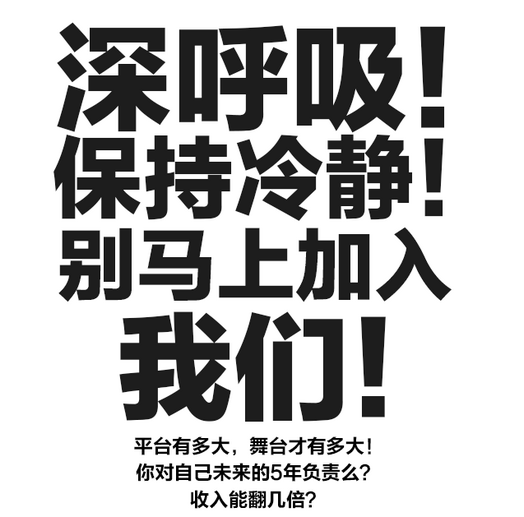 深呼吸！
保持冷静！
别马上加入
我们！
平台有多大，舞台才有多大！
你对自己未来的5年负责么？
收入能翻几倍？